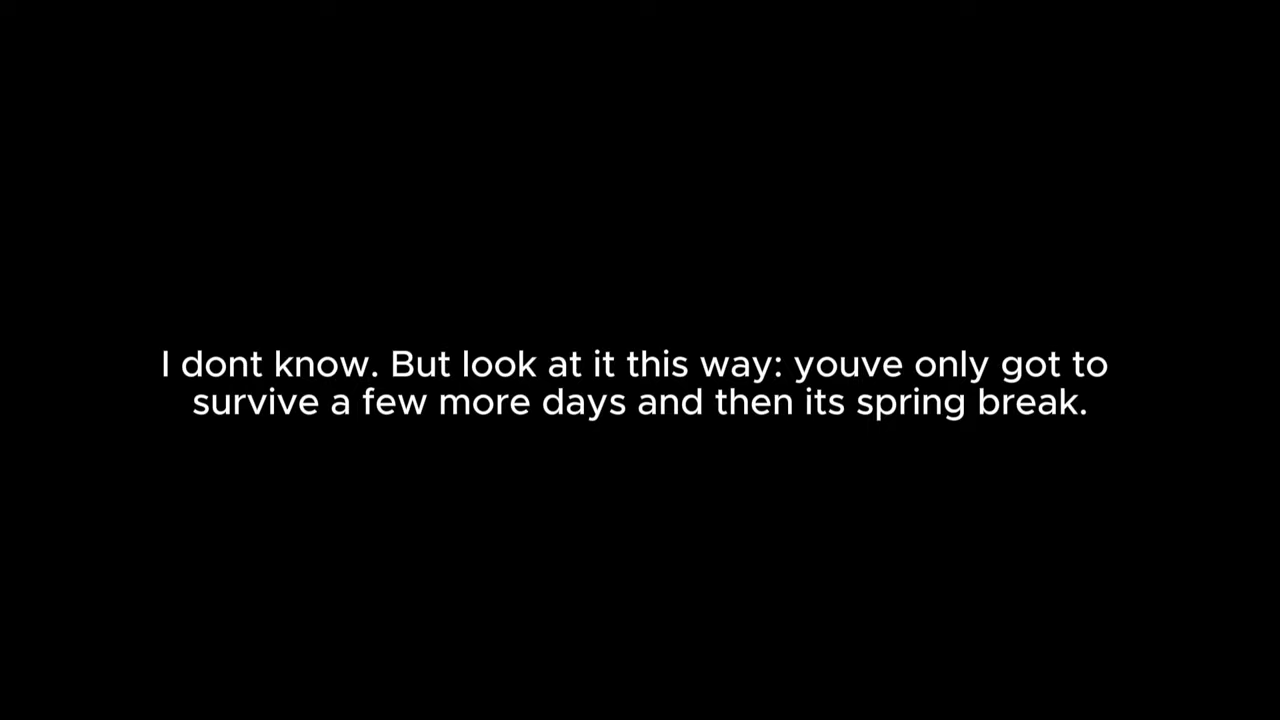 I dont know. But look at it this way: youve only got to
survive a few more days and then its spring break.